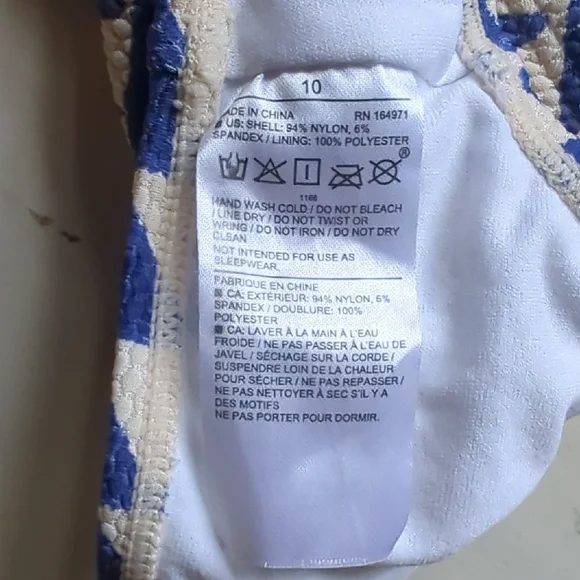 10
MADE IN CHINA RN 164971
US: SHELL: 94% NYLON, 6%
SPANDEX / LINING: 100% POLYESTER
®
1166
HAND WASH COLD / DO NOT BLEACH
/ LINE DRY / DO NOT TWIST OR
WRING / DO NOT IRON / DO NOT DRY
CLEAN
NOT INTENDED FOR USE AS
SLEEPWEAR.
FABRIQUE EN CHINE
CA: EXTÉRIEUR: 94% NYLON, 6%
SPANDEX / DOUBLURE: 100%
POLYESTER
CA: LAVER À LA MAIN À L'EAU
FROIDE / NE PAS PASSER À L'EAU DE
JAVEL / SÉCHAGE SUR LA CORDE /
SUSPENDRE LOIN DE LA CHALEUR
POUR SÉCHER / NE PAS REPASSER /
NE PAS NETTOYER À SEC S'IL Y A
DES MOTIFS
NE PAS PORTER POUR DORMIR.